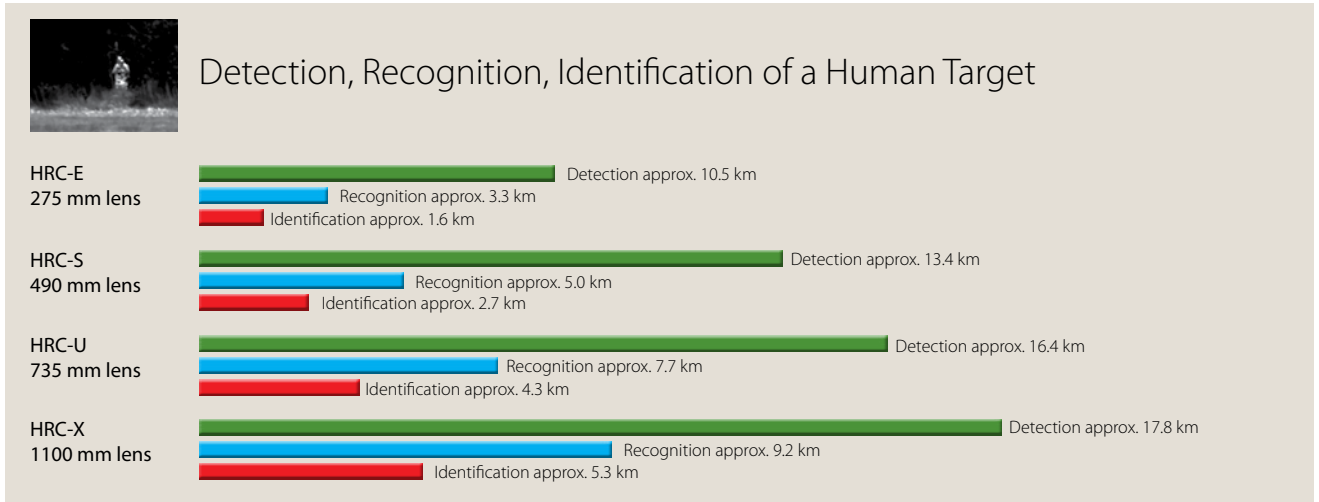 Detection, Recognition, Identification of a Human Target
HRC-E
275 mm lens
Detection approx. 10.5 km
Recognition approx. 3.3 km
Identification approx. 1.6 km
HRC-S
490 mm lens
Detection approx. 13.4 km
Recognition approx. 5.0 km
Identification approx. 2.7 km
HRC-U
735 mm lens
Detection approx. 16.4 km
Recognition approx. 7.7 km
Identification approx. 4.3 km
HRC-X
1100 mm lens
Detection approx. 17.8 km
Recognition approx. 9.2 km
Identification approx. 5.3 km